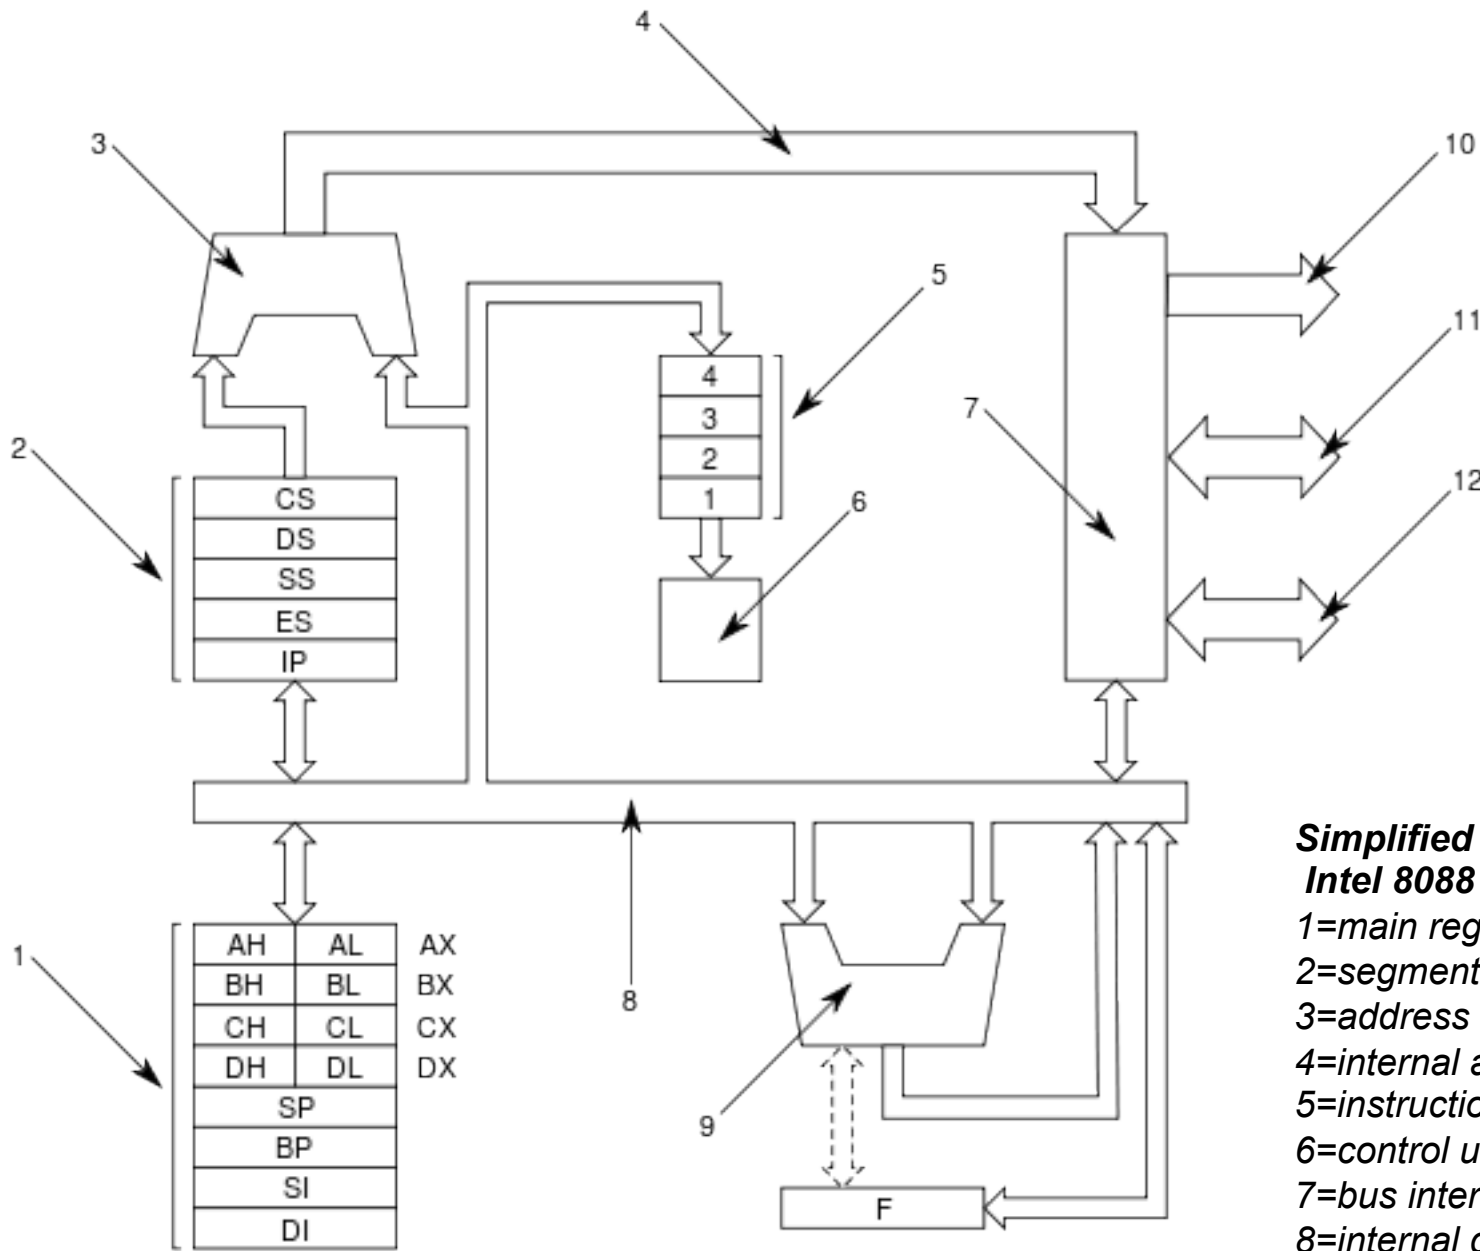 4
3
10
5
11
4
3
7
2
2
12
CS
1
6
DS
SS
ES
IP
Simplified
Intel 8088
AH AL AX
1=main reg
1
BH BL BX
2=segment
8
CH CL CX
3=address
DH DL DX
4=internal a
SP
5=instructio
9
BP
6=control u
SI
7=bus inter
F
DI
8=internal